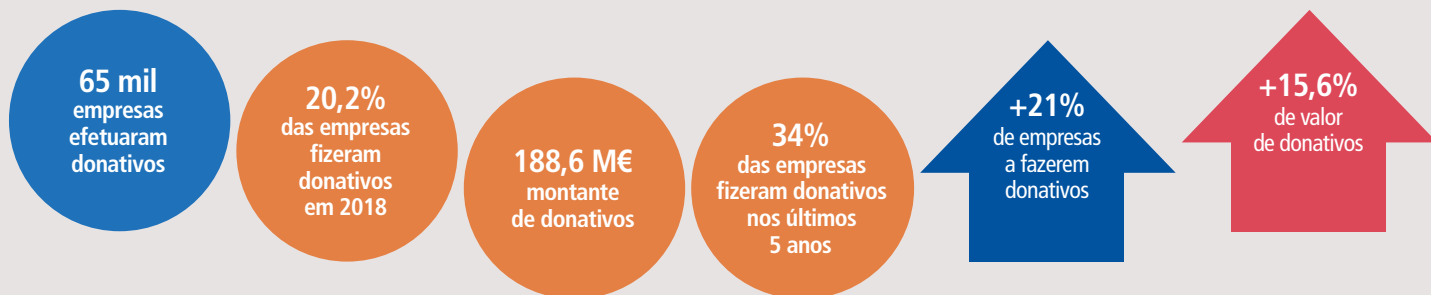 65 mil
empresas
efetuaram
donativos
20,2%
das empresas
fizeram
donativos
em 2018
188,6 M€
montante
de donativos
34%
das empresas
fizeram donativos
nos últimos
5 anos
+21%
de empresas
a fazerem
donativos
+15,6%
de valor
de donativos